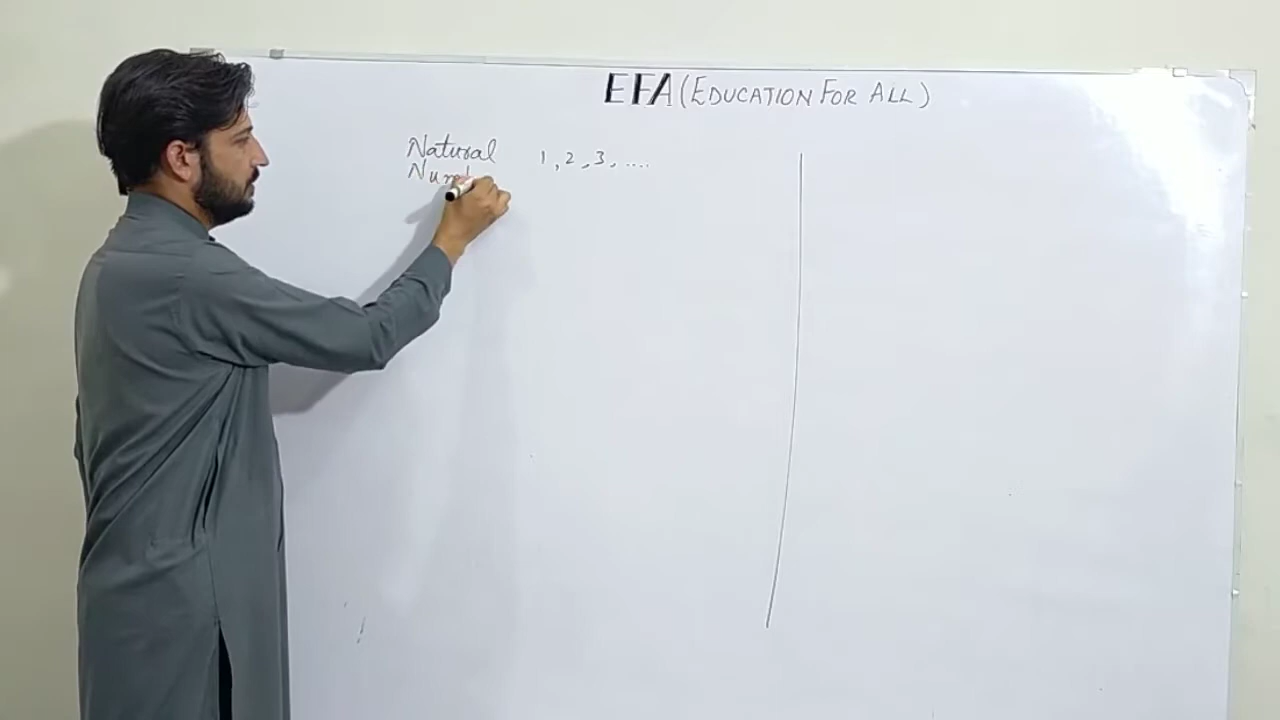 EFA (EDUCATION FOR ALL)
Natural 1, 2, 3, ....